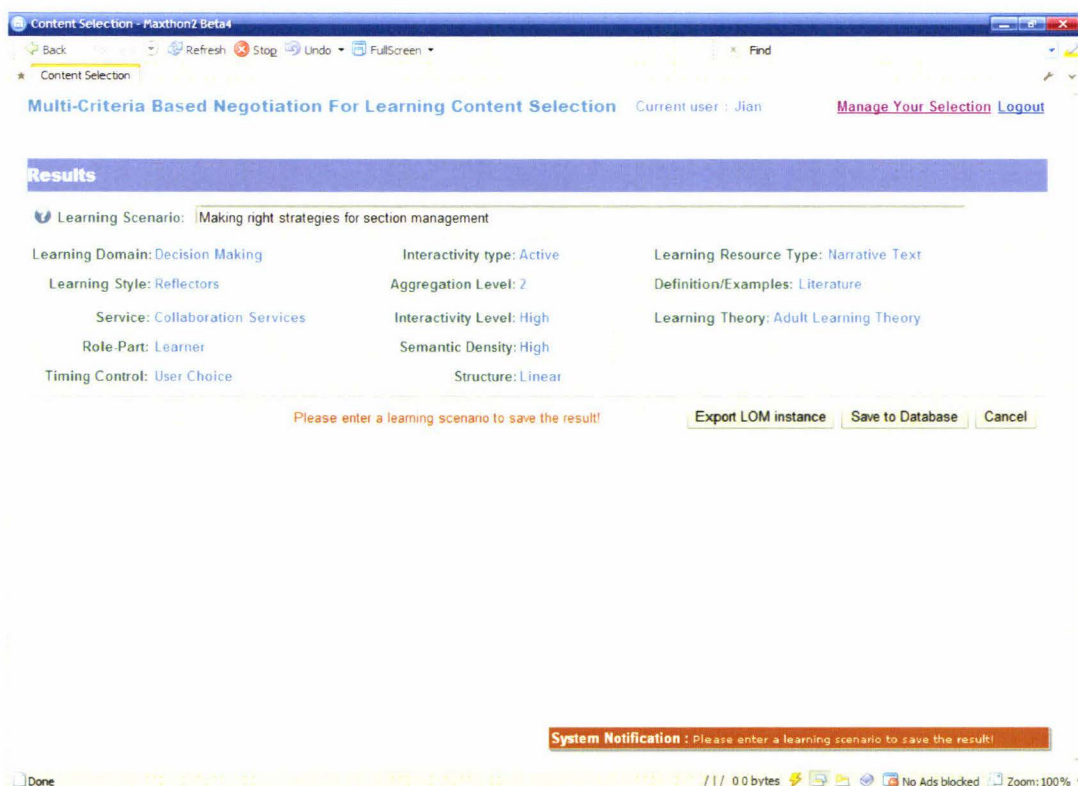 Content Selection - Maxthon2 Beta4
Back Refresh Stop Undo FullScreen Find
Content Selection
Multi-Criteria Based Negotiation For Learning Content Selection Current user : Jian Manage Your Selection Logout
Results
Learning Scenario: Making right strategies for section management
Learning Domain: Decision Making Interactivity type: Active Learning Resource Type: Narrative Text
Learning Style: Reflectors Aggregation Level: 2 Definition/Examples: Literature
Service: Collaboration Services Interactivity Level: High Learning Theory: Adult Learning Theory
Role-Part: Learner Semantic Density: High
Timing Control: User Choice Structure: Linear
Please enter a learning scenario to save the result! Export LOM instance Save to Database Cancel
System Notification : Please enter a learning scenario to save the result!
Done 0.0 bytes No Ads blocked Zoom: 100%